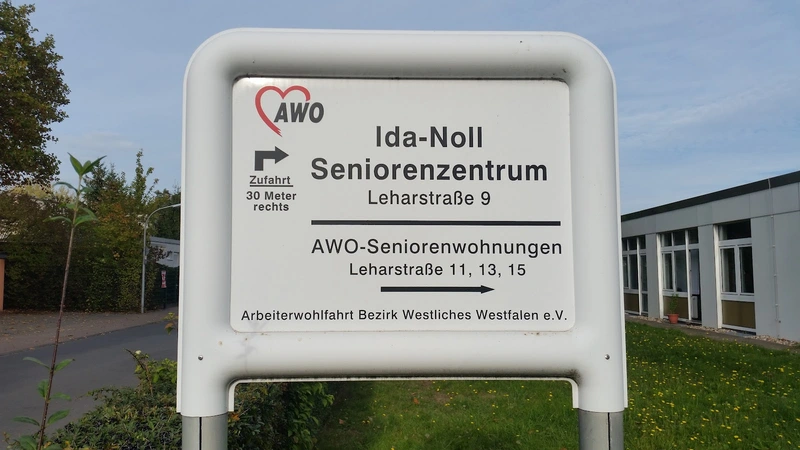 AWO
Ida-Noll
Seniorenzentrum
Leharstraße 9
Zufahrt
30 Meter
rechts
AWO-Seniorenwohnungen
Leharstraße 11, 13, 15
Arbeiterwohlfahrt Bezirk Westliches Westfalen e.V.